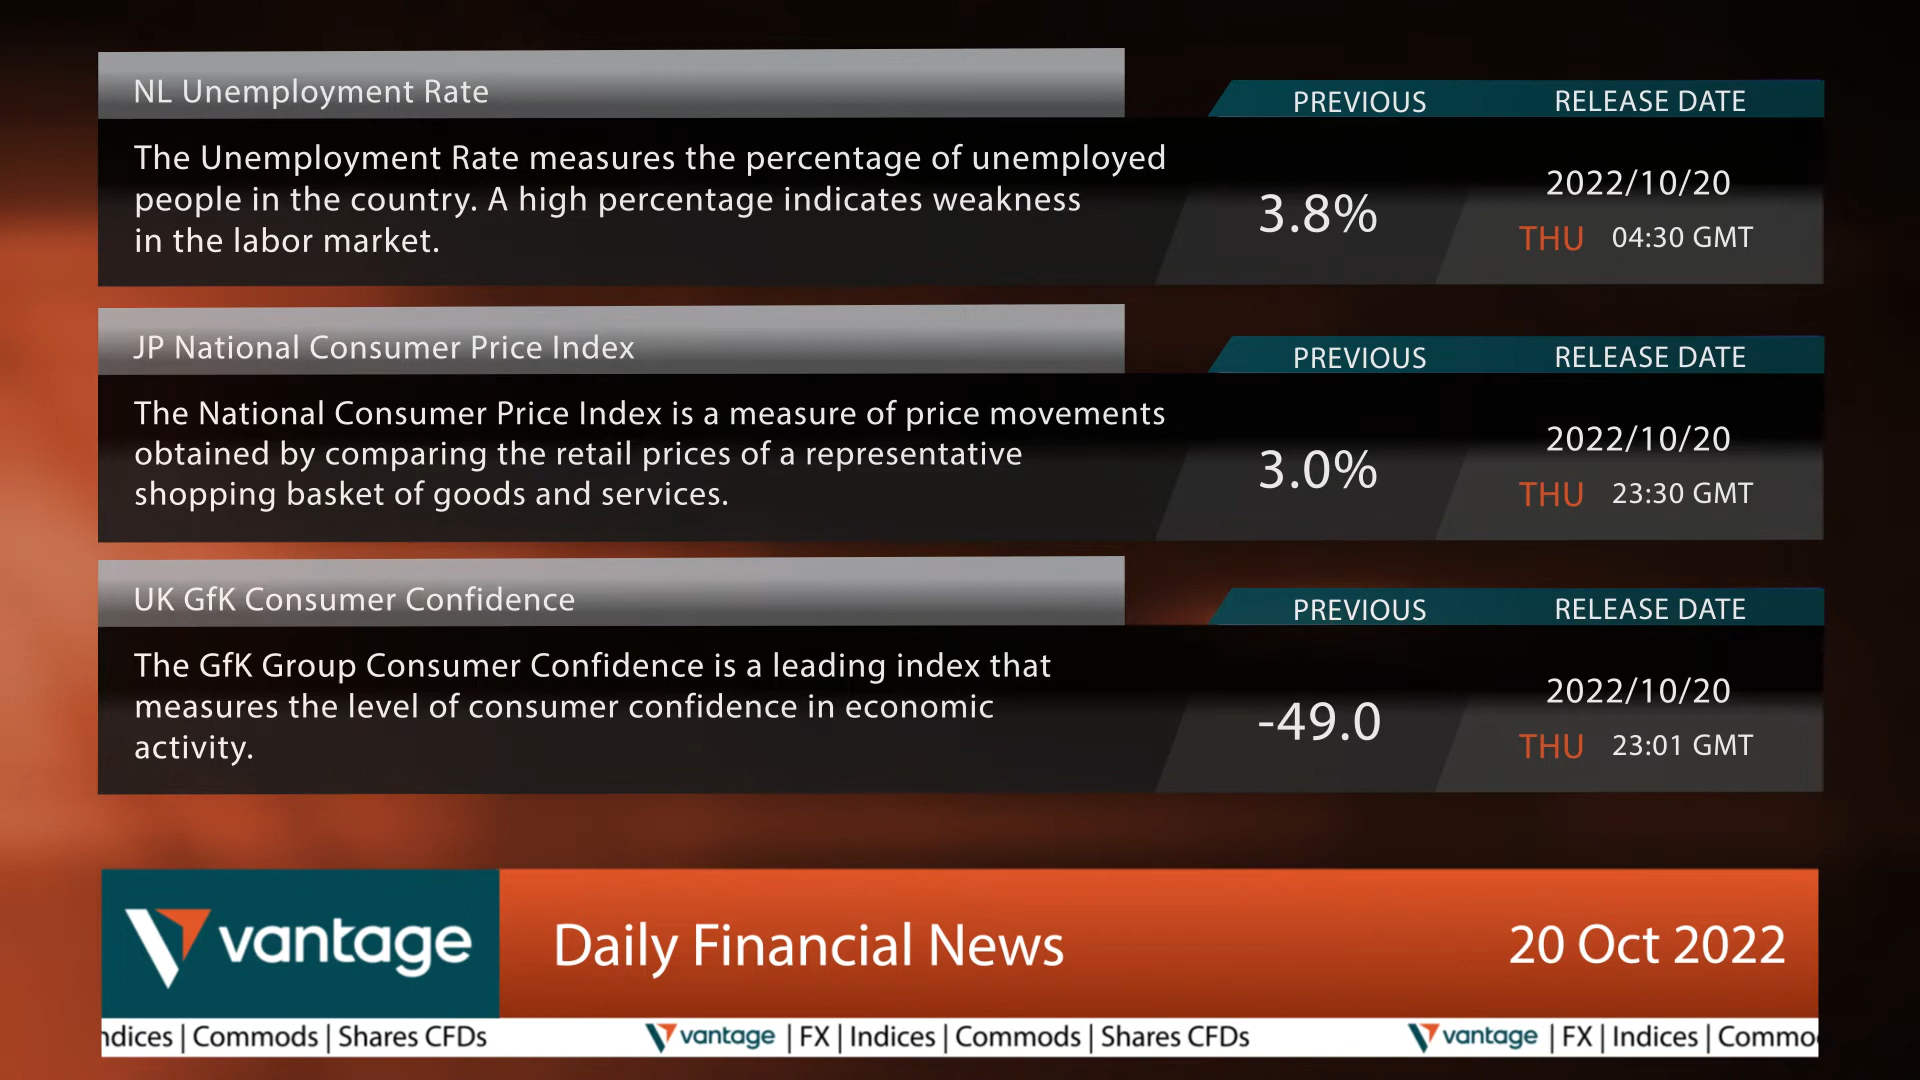 NL Unemployment Rate
PREVIOUS
RELEASE DATE
The Unemployment Rate measures the percentage of unemployed
people in the country. A high percentage indicates weakness
in the labor market.
3.8%
2022/10/20
THU 04:30 GMT
JP National Consumer Price Index
PREVIOUS
RELEASE DATE
The National Consumer Price Index is a measure of price movements
obtained by comparing the retail prices of a representative
shopping basket of goods and services.
3.0%
2022/10/20
THU 23:30 GMT
UK GfK Consumer Confidence
PREVIOUS
RELEASE DATE
The GfK Group Consumer Confidence is a leading index that
measures the level of consumer confidence in economic
activity.
-49.0
2022/10/20
THU 23:01 GMT
vantage
Daily Financial News
20 Oct 2022
ndices | Commods | Shares CFDs vantage | FX | Indices | Commods | Shares CFDs vantage | FX | Indices | Commo